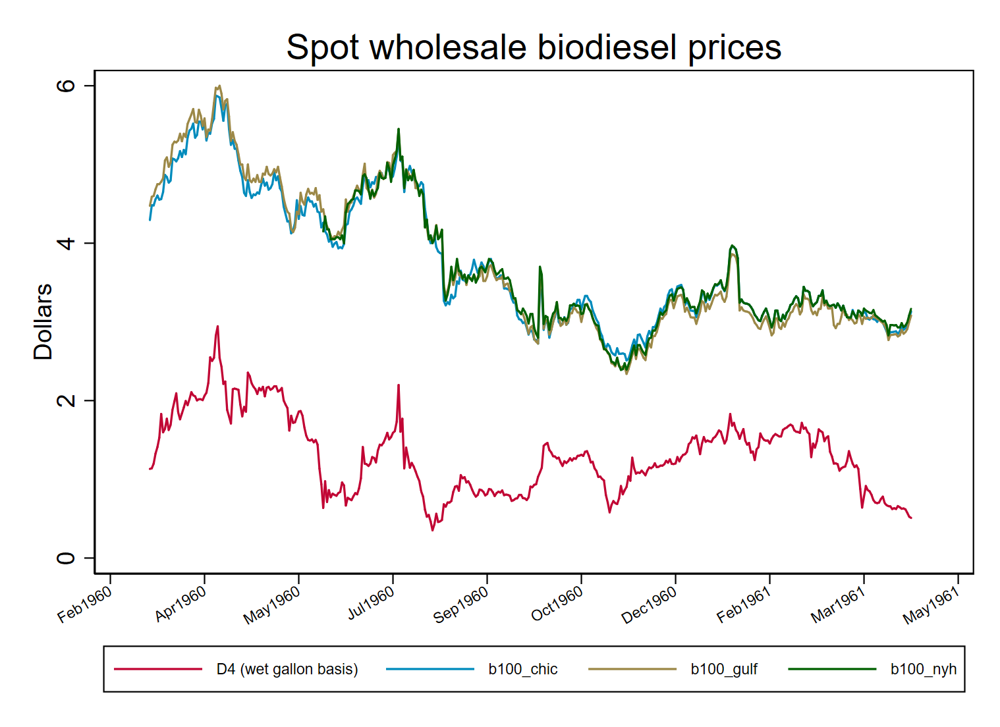 Spot wholesale biodiesel prices
Dollars
6
4
2
0
Feb1960
Apr1960
May1960
Jul1960
Sep1960
Oct1960
Dec1960
Feb1961
Mar1961
May1961
D4 (wet gallon basis)
b100_chic
b100_gulf
b100_nyh